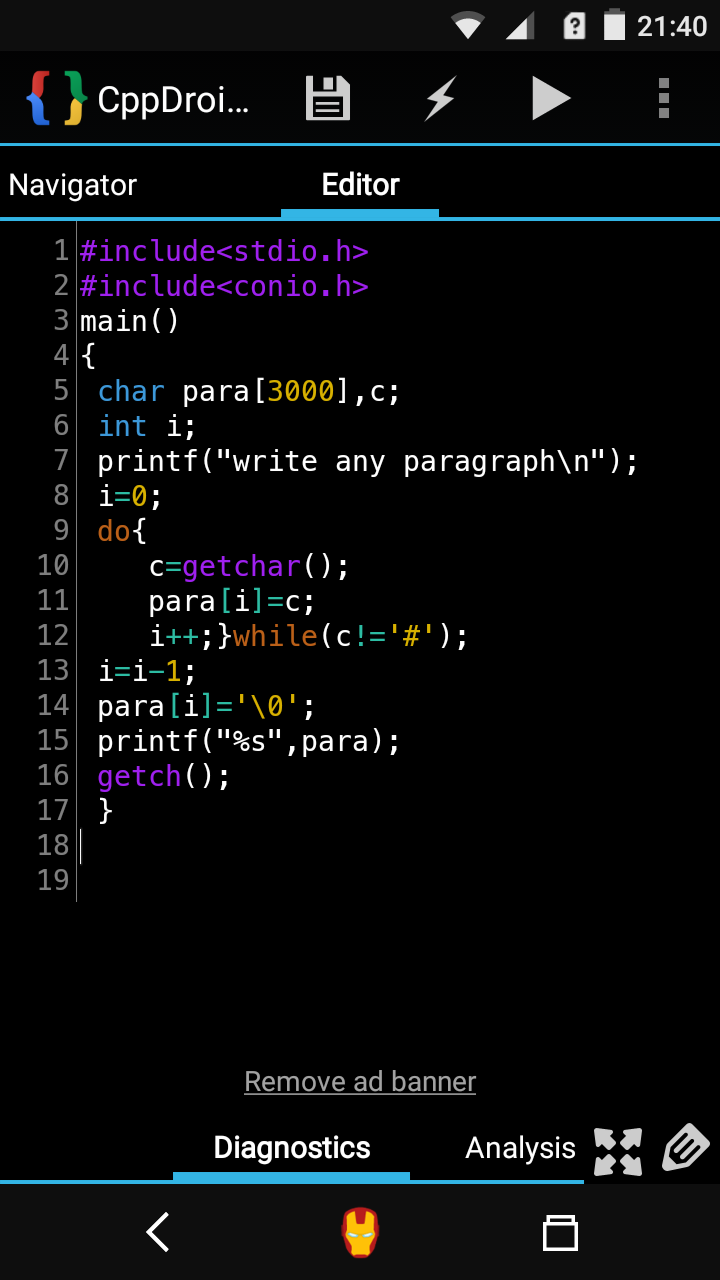 21:40
CppDroi...
Navigator Editor
1 #include<stdio.h>
2 #include<conio.h>
3 main()
4 {
5 char para[3000],c;
6 int i;
7 printf("write any paragraph\n");
8 i=0;
9 do{
10 c=getchar();
11 para[i]=c;
12 i++;}while(c!='#');
13 i=i-1;
14 para[i]='\0';
15 printf("%s",para);
16 getch();
17 }
18
19
Remove ad banner
Diagnostics Analysis